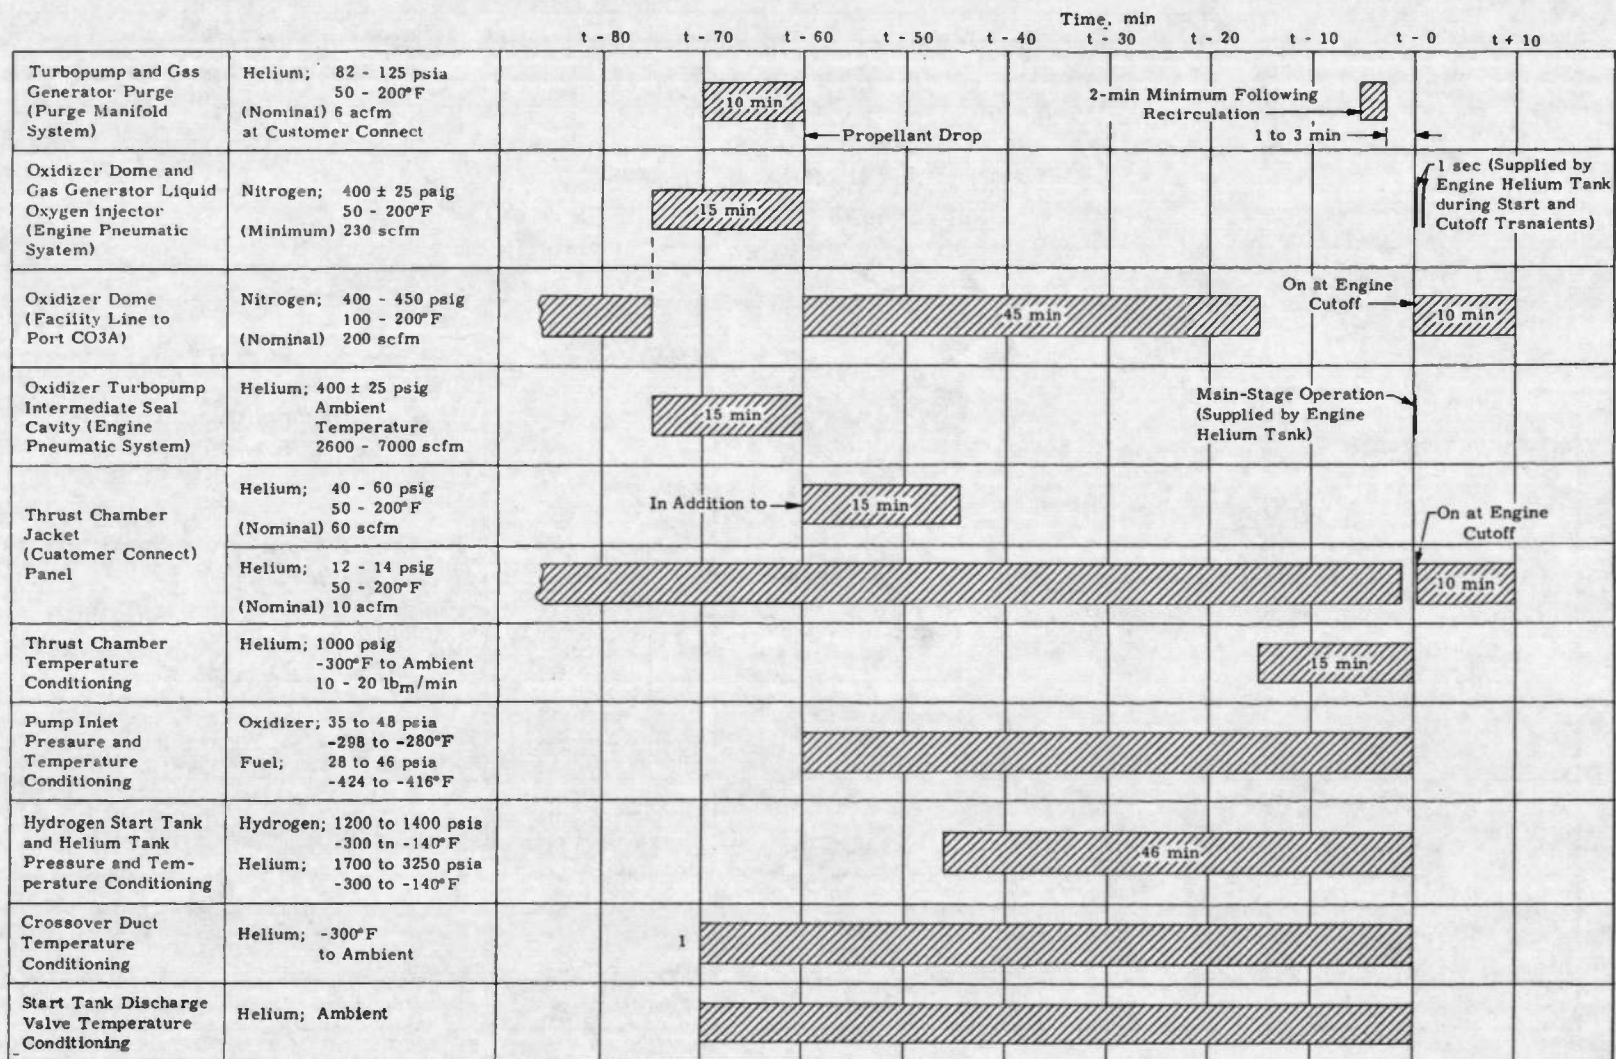 Time, min
t - 80 t - 70 t - 60 t - 50 t - 40 t - 30 t - 20 t - 10 t - 0 t + 10
Turbopump and Gas
Generator Purge
(Purge Manifold
System)
Helium; 82 - 125 psia
50 - 200°F
(Nominal) 6 acfm
at Customer Connect
10 min
Propellant Drop
2-min Minimum Following
Recirculation
1 to 3 min
Oxidizer Dome and
Gas Generator Liquid
Oxygen injector
(Engine Pneumatic
System)
Nitrogen; 400 ± 25 paig
50 - 200°F
(Minimum) 230 scfm
15 min
1 sec (Supplied by
Engine Helium Tank
during Start and
Cutoff Trsnaients)
Oxidizer Dome
(Facility Line to
Port CO3A)
Nitrogen; 400 - 450 psig
100 - 200°F
(Nominal) 200 scfm
45 min
On at Engine
Cutoff
10 min
Oxidizer Turbopump
Intermediate Seal
Cavity (Engine
Pneumatic System)
Helium; 400 ± 25 psig
Ambient
Temperature
2600 - 7000 scfm
15 min
Msin-Stage Operation
(Supplied by Engine
Helium Tsnk)
Thrust Chamber
Jacket
(Cuatomer Connect)
Panel
Helium; 40 - 60 psig
50 - 200°F
(Nominal) 60 scfm
In Addition to
15 min
Helium; 12 - 14 psig
50 - 200°F
(Nominal) 10 acfm
On at Engine
Cutoff
10 min
Thrust Chamber
Temperature
Conditioning
Helium; 1000 psig
-300°F to Ambient
10 - 20 lbm/min
15 min
Pump Inlet
Preaaure and
Temperature
Conditioning
Oxidizer; 35 to 48 psia
-298 to -280°F
Fuel; 28 to 46 psia
-424 to -416°F
Hydrogen Start Tank
and Helium Tank
Pressure and Tem-
persture Conditioning
Hydrogen; 1200 to 1400 psis
-300 tn -140°F
Helium; 1700 to 3250 psia
-300 to -140°F
46 min
Crossover Duct
Temperature
Conditioning
Helium; -300°F
to Ambient
1
Start Tank Discharge
Vslve Temperature
Conditioning
Helium; Ambient